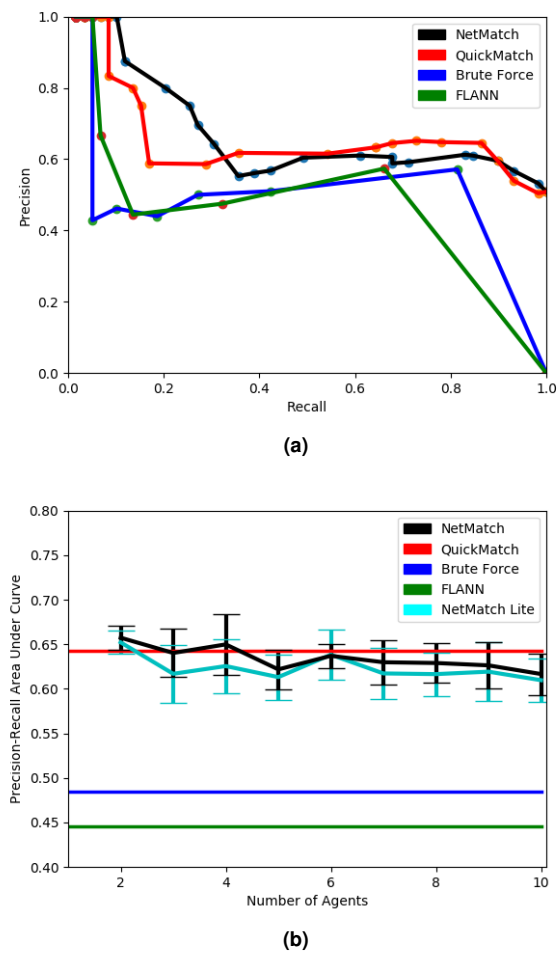 1.0
0.8
0.6
0.4
0.2
0.0
Precision
NetMatch
QuickMatch
Brute Force
FLANN
0.0 0.2 0.4 0.6 0.8 1.0
Recall
(a)
0.80
0.75
0.70
0.65
0.60
0.55
0.50
0.45
0.40
Precision-Recall Area Under Curve
NetMatch
QuickMatch
Brute Force
FLANN
NetMatch Lite
2 4 6 8 10
Number of Agents
(b)